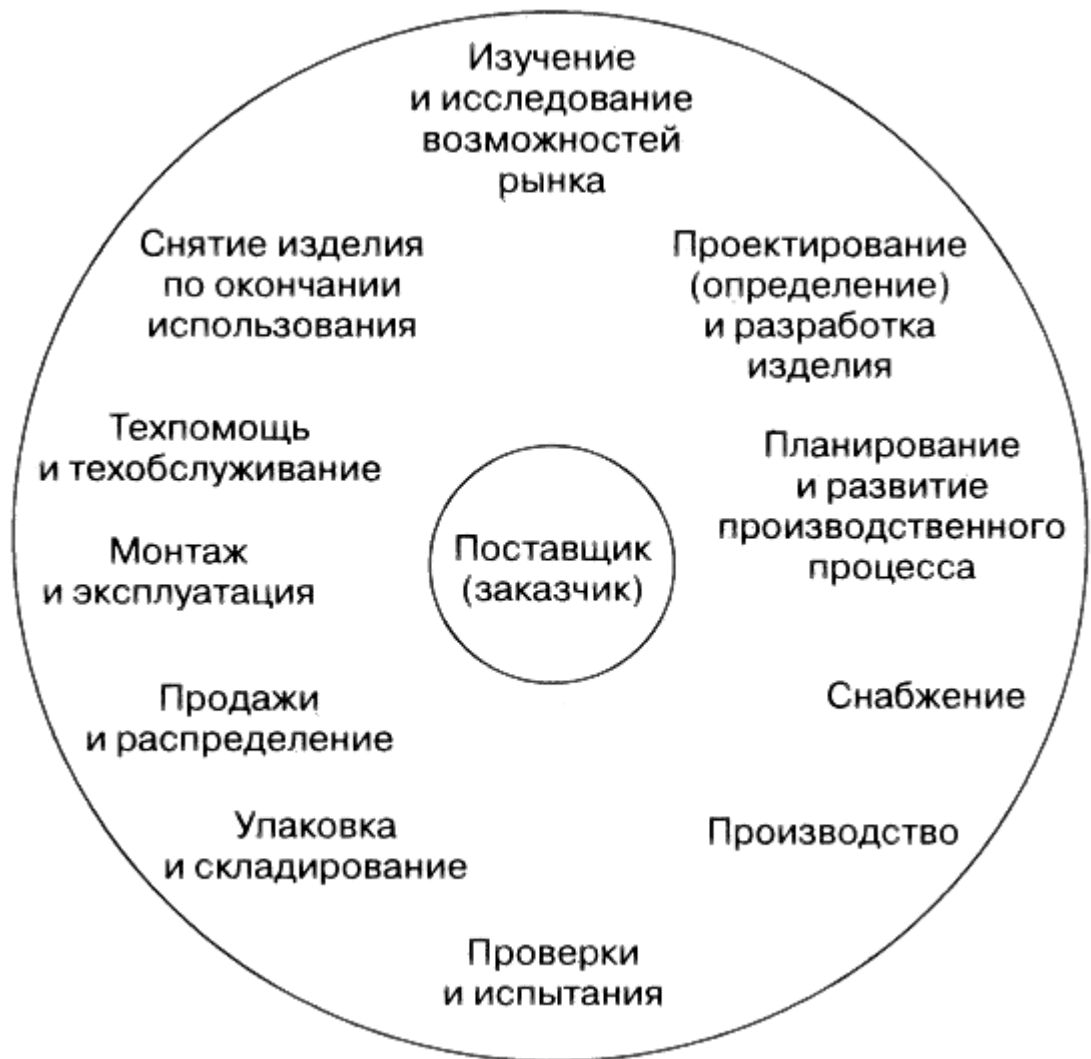 Изучение
и исследование
возможностей
рынка
Проектирование
(определение)
и разработка
изделия
Планирование
и развитие
производственного
процесса
Снабжение
Производство
Проверки
и испытания
Упаковка
и складирование
Продажи
и распределение
Монтаж
и эксплуатация
Техпомощь
и техобслуживание
Снятие изделия
по окончании
использования
Поставщик
(заказчик)